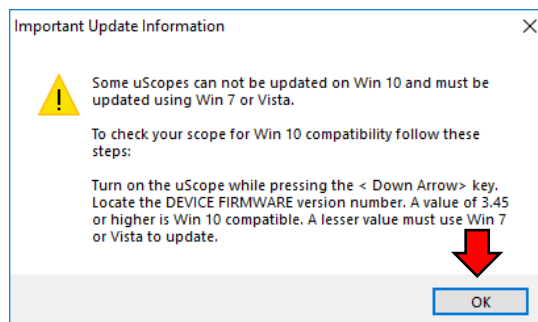 Important Update Information
Some uScopes can not be updated on Win 10 and must be
updated using Win 7 or Vista.
To check your scope for Win 10 compatibility follow these
steps:
Turn on the uScope while pressing the < Down Arrow> key.
Locate the DEVICE FIRMWARE version number. A value of 3.45
or higher is Win 10 compatible. A lesser value must use Win 7
or Vista to update.
OK